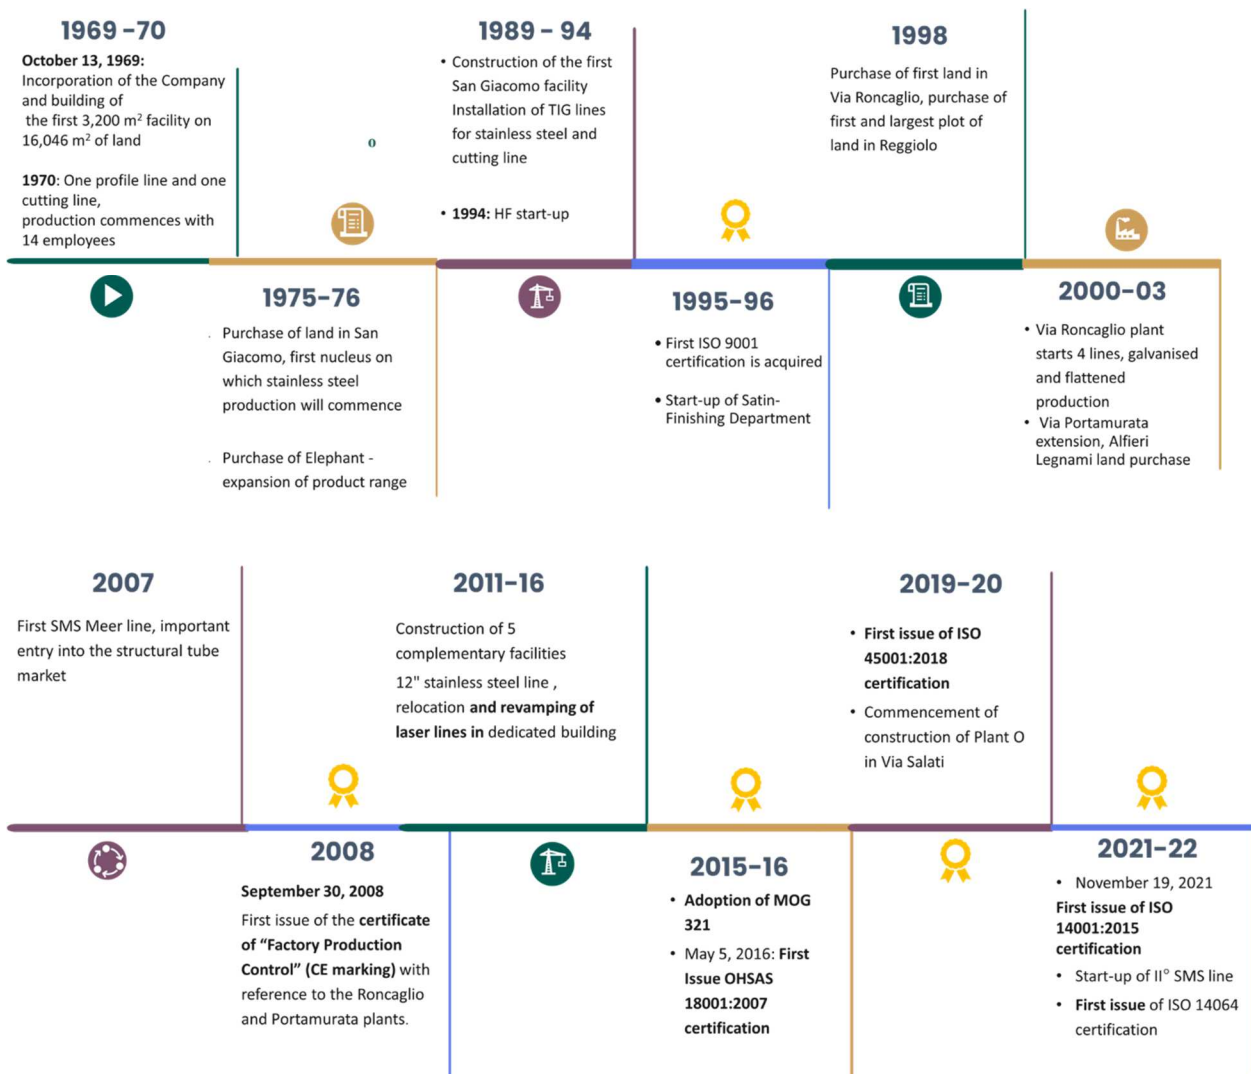 1969 -70
October 13, 1969:
Incorporation of the Company
and building of
the first 3,200 m² facility on
16,046 m² of land
1970: One profile line and one
cutting line,
production commences with
14 employees
o
1975-76
Purchase of land in San
Giacomo, first nucleus on
which stainless steel
production will commence
Purchase of Elephant -
expansion of product range
1989 – 94
• Construction of the first
San Giacomo facility
Installation of TIG lines
for stainless steel and
cutting line
• 1994: HF start-up
1995-96
• First ISO 9001
certification is acquired
• Start-up of Satin-
Finishing Department
1998
Purchase of first land in
Via Roncaglio, purchase of
first and largest plot of
land in Reggiolo
2000-03
• Via Roncaglio plant
starts 4 lines, galvanised
and flattened
production
• Via Portamurata
extension, Alfieri
Legnami land purchase
2007
First SMS Meer line, important
entry into the structural tube
market
2008
September 30, 2008
First issue of the certificate
of “Factory Production
Control” (CE marking) with
reference to the Roncaglio
and Portamurata plants.
2011-16
Construction of 5
complementary facilities
12" stainless steel line ,
relocation and revamping of
laser lines in dedicated building
2015-16
• Adoption of MOG
321
• May 5, 2016: First
Issue OHSAS
18001:2007
certification
2019-20
• First issue of ISO
45001:2018
certification
• Commencement of
construction of Plant O
in Via Salati
2021-22
• November 19, 2021
First issue of ISO
14001:2015
certification
• Start-up of II° SMS line
• First issue of ISO 14064
certification